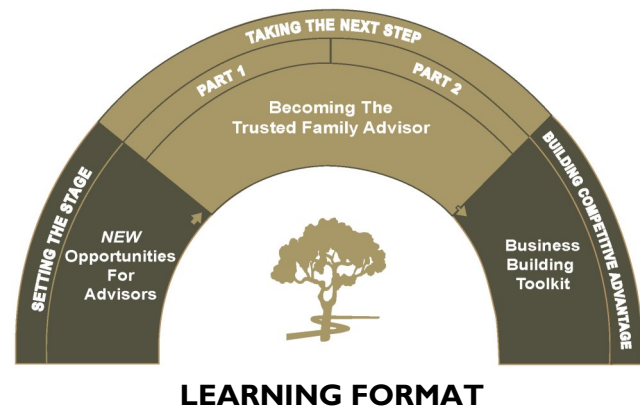 TAKING THE NEXT STEP
PART 1
PART 2
Becoming The
Trusted Family Advisor
SETTING THE STAGE
NEW
Opportunities
For
Advisors
BUILDING COMPETITIVE ADVANTAGE
Business
Building
Toolkit
LEARNING FORMAT